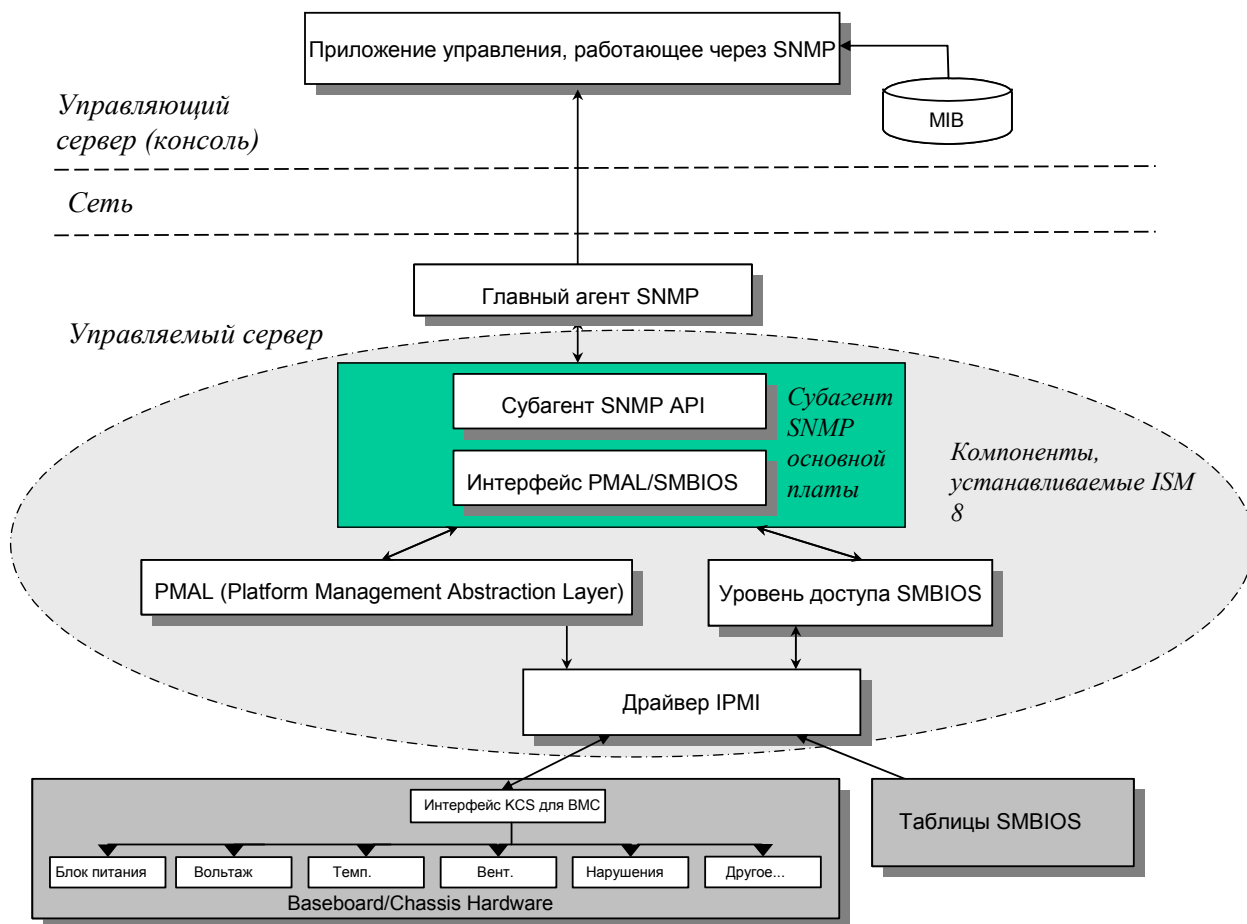 Приложение управления, работающее через SNMP
Управляющий
сервер (консоль)
MIB
Сеть
Главный агент SNMP
Управляемый сервер
Субагент SNMP API
Субагент
SNMP
основной
платы
Интерфейс PMAL/SMBIOS
Компоненты,
устанавливаемые ISM
8
PMAL (Platform Management Abstraction Layer)
Уровень доступа SMBIOS
Драйвер IPMI
Интерфейс KCS для BMC
Таблицы SMBIOS
Блок питания
Вольтаж
Темп.
Вент.
Нарушения
Другое...
Baseboard/Chassis Hardware